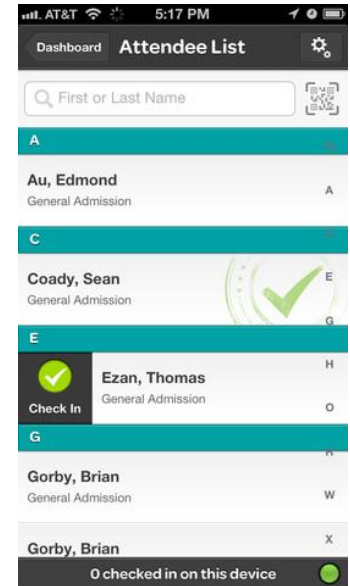 AT&T 5:17 PM
Dashboard Attendee List
First or Last Name
A
Au, Edmond
General Admission
A
C
Coady, Sean
General Admission
E
G
E
Check In
Ezan, Thomas
General Admission
H
O
G
Gorby, Brian
General Admission
W
X
Gorby, Brian
0 checked in on this device